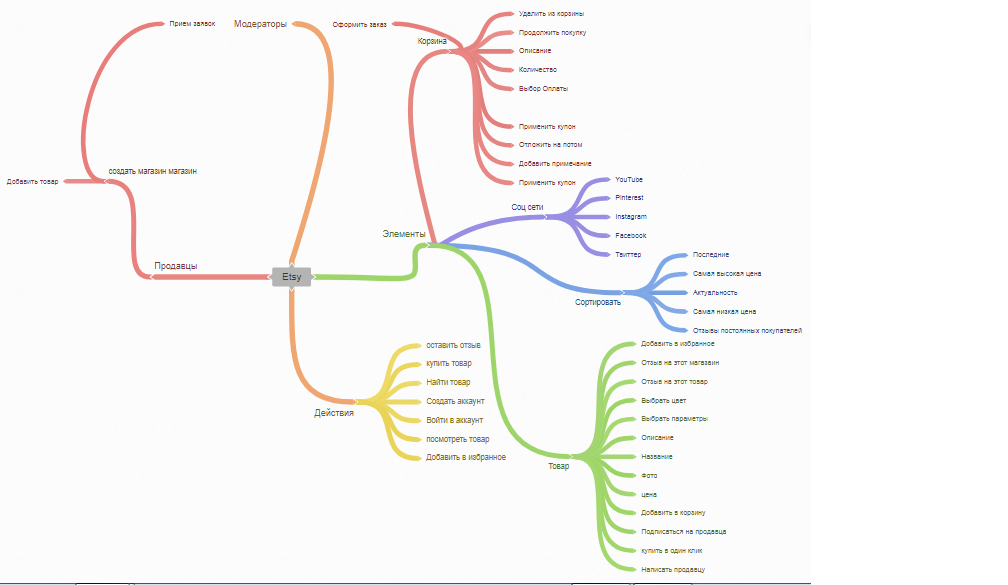 Прием заявок
Модераторы
Оформить заказ
Корзина
Удалить из корзины
Продолжить покупку
Описание
Количество
Выбор Оплаты
Применить купон
Отложить на потом
Добавить примечание
Применить купон
создать магазин магазин
Добавить товар
Продавцы
Etsy
Элементы
Соц сети
YouTube
Pinterest
Instagram
Facebook
Твиттер
Сортировать
Последние
Самая высокая цена
Актуальность
Самая низкая цена
Отзывы постоянных покупателей
Действия
оставить отзыв
купить товар
Найти товар
Создать аккаунт
Войти в аккаунт
посмотреть товар
Добавить в избранное
Товар
Добавить в избранное
Отзыв на этот магазаин
Отзыв на этот товар
Выбрать цвет
Выбрать параметры
Описание
Название
Фото
цена
Добавить в корзину
Подписаться на продавца
купить в один клик
Написать продавцу